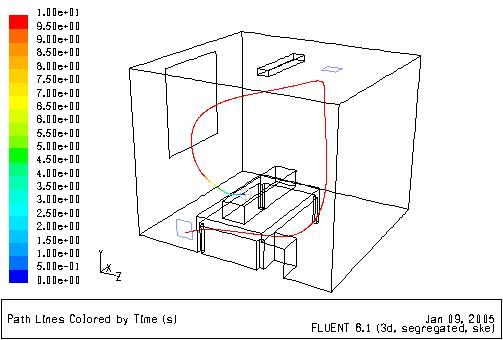 1.00e+01
9.50e+00
9.00e+00
8.50e+00
8.00e+00
7.50e+00
7.00e+00
6.50e+00
6.00e+00
5.50e+00
5.00e+00
4.50e+00
4.00e+00
3.50e+00
3.00e+00
2.50e+00
2.00e+00
1.50e+00
1.00e+00
5.00e-01
0.00e+00
Y
X
Z
Path Lines Colored by Time (s)
Jan 09, 2005
FLUENT 6.1 (3d, segregated, ske)